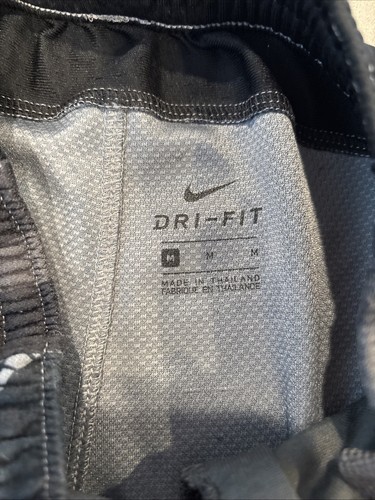 DRI-FIT
M M M
MADE IN THAILAND
FABRIQUÉ EN THAÏLANDE